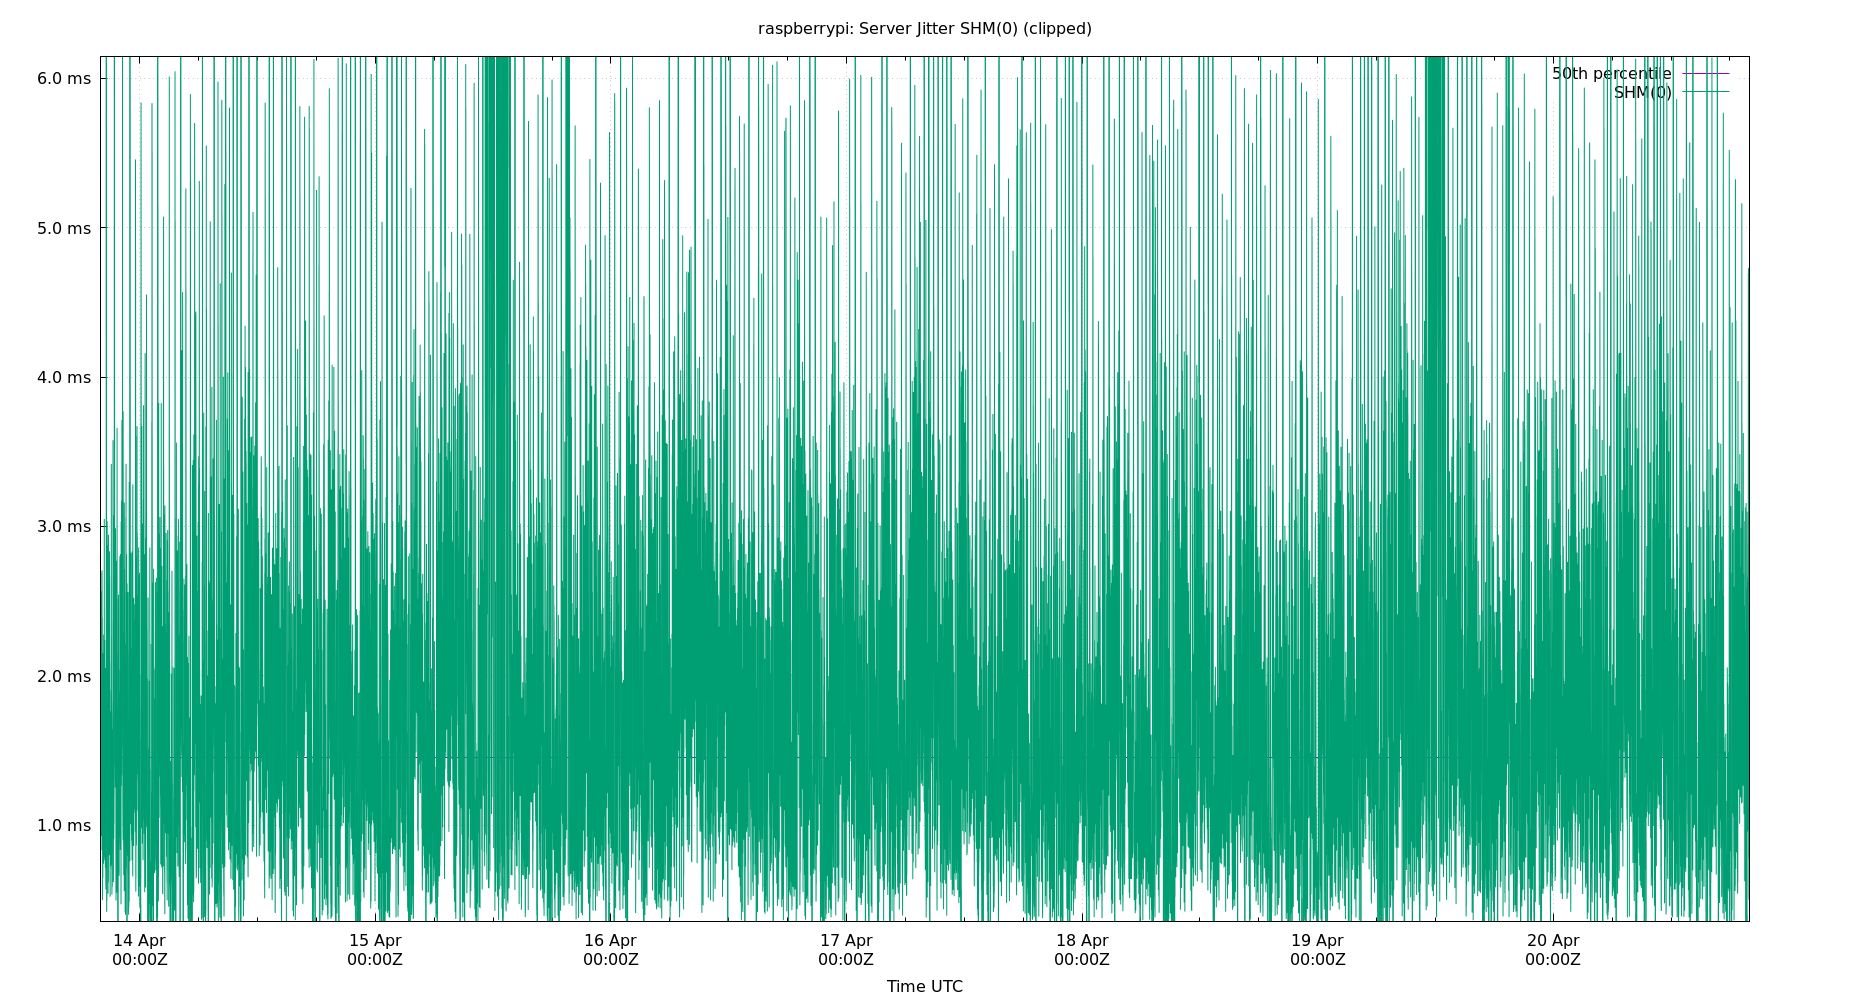 raspberrypi: Server Jitter SHM(0) (clipped)
50th percentile
SHM(0)
6.0 ms
5.0 ms
4.0 ms
3.0 ms
2.0 ms
1.0 ms
14 Apr 15 Apr 16 Apr 17 Apr 18 Apr 19 Apr 20 Apr
00:00Z 00:00Z 00:00Z 00:00Z 00:00Z 00:00Z 00:00Z
Time UTC